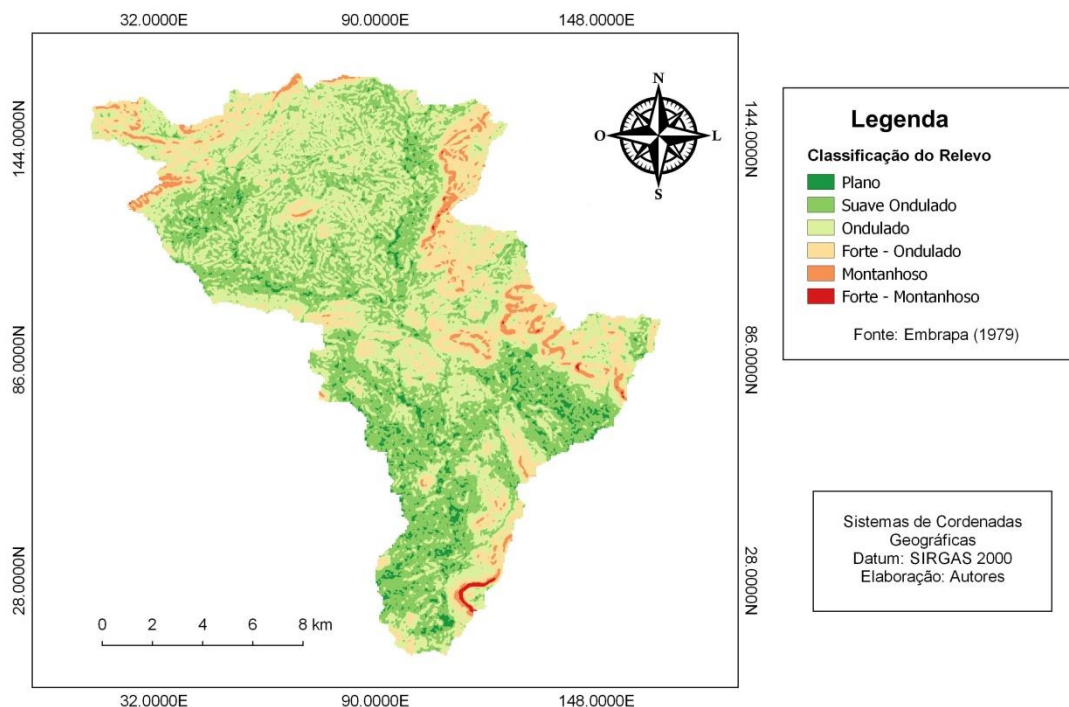 32.0000E 90.0000E 148.0000E
144.0000N
86.0000N
28.0000N
N
O
L
S
144.0000N
86.0000N
28.0000N
0 2 4 6 8 km
32.0000E 90.0000E 148.0000E
Legenda
Classificação do Relevo
Plano
Suave Ondulado
Ondulado
Forte - Ondulado
Montanhoso
Forte - Montanhoso
Fonte: Embrapa (1979)
Sistemas de Cordenadas
Geográficas
Datum: SIRGAS 2000
Elaboração: Autores